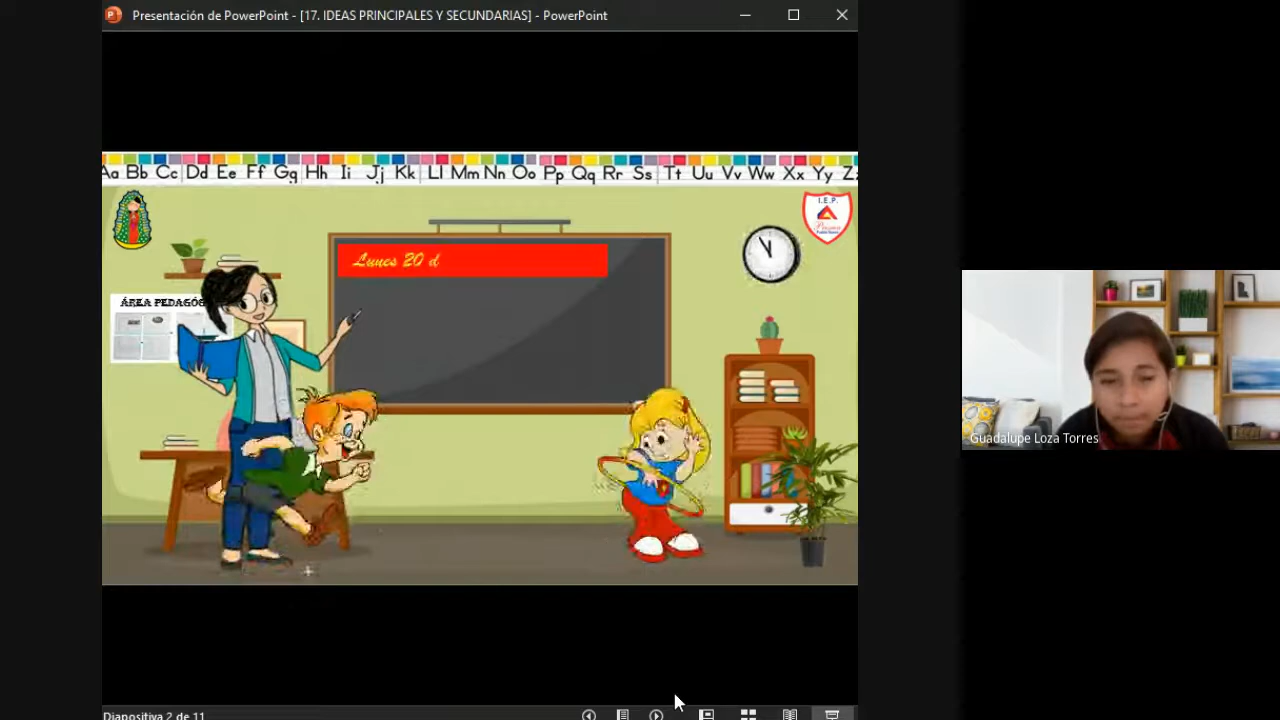 Presentación de PowerPoint - [17. IDEAS PRINCIPALES Y SECUNDARIAS] - PowerPoint
Aa Bb Cc Dd Ee Ff Gg Hh Ii Jj Kk Ll Mm Nn Oo Pp Qq Rr Ss Tt Uu Vv Ww Xx Yy Zz
I.E.P.
Lunes 20 d
ÁREA
Guadalupe Loza Torres
Diapositiva 2 de 11